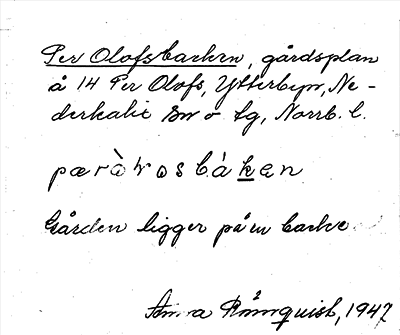 Per Olofsbacken, gårdsplan
å 14 Per Olofs, Ytterbyn, Ne-
derkalix sn o tg, Norrb. l.
Gården ligger på en backe
Anna Rönnquist, 1947